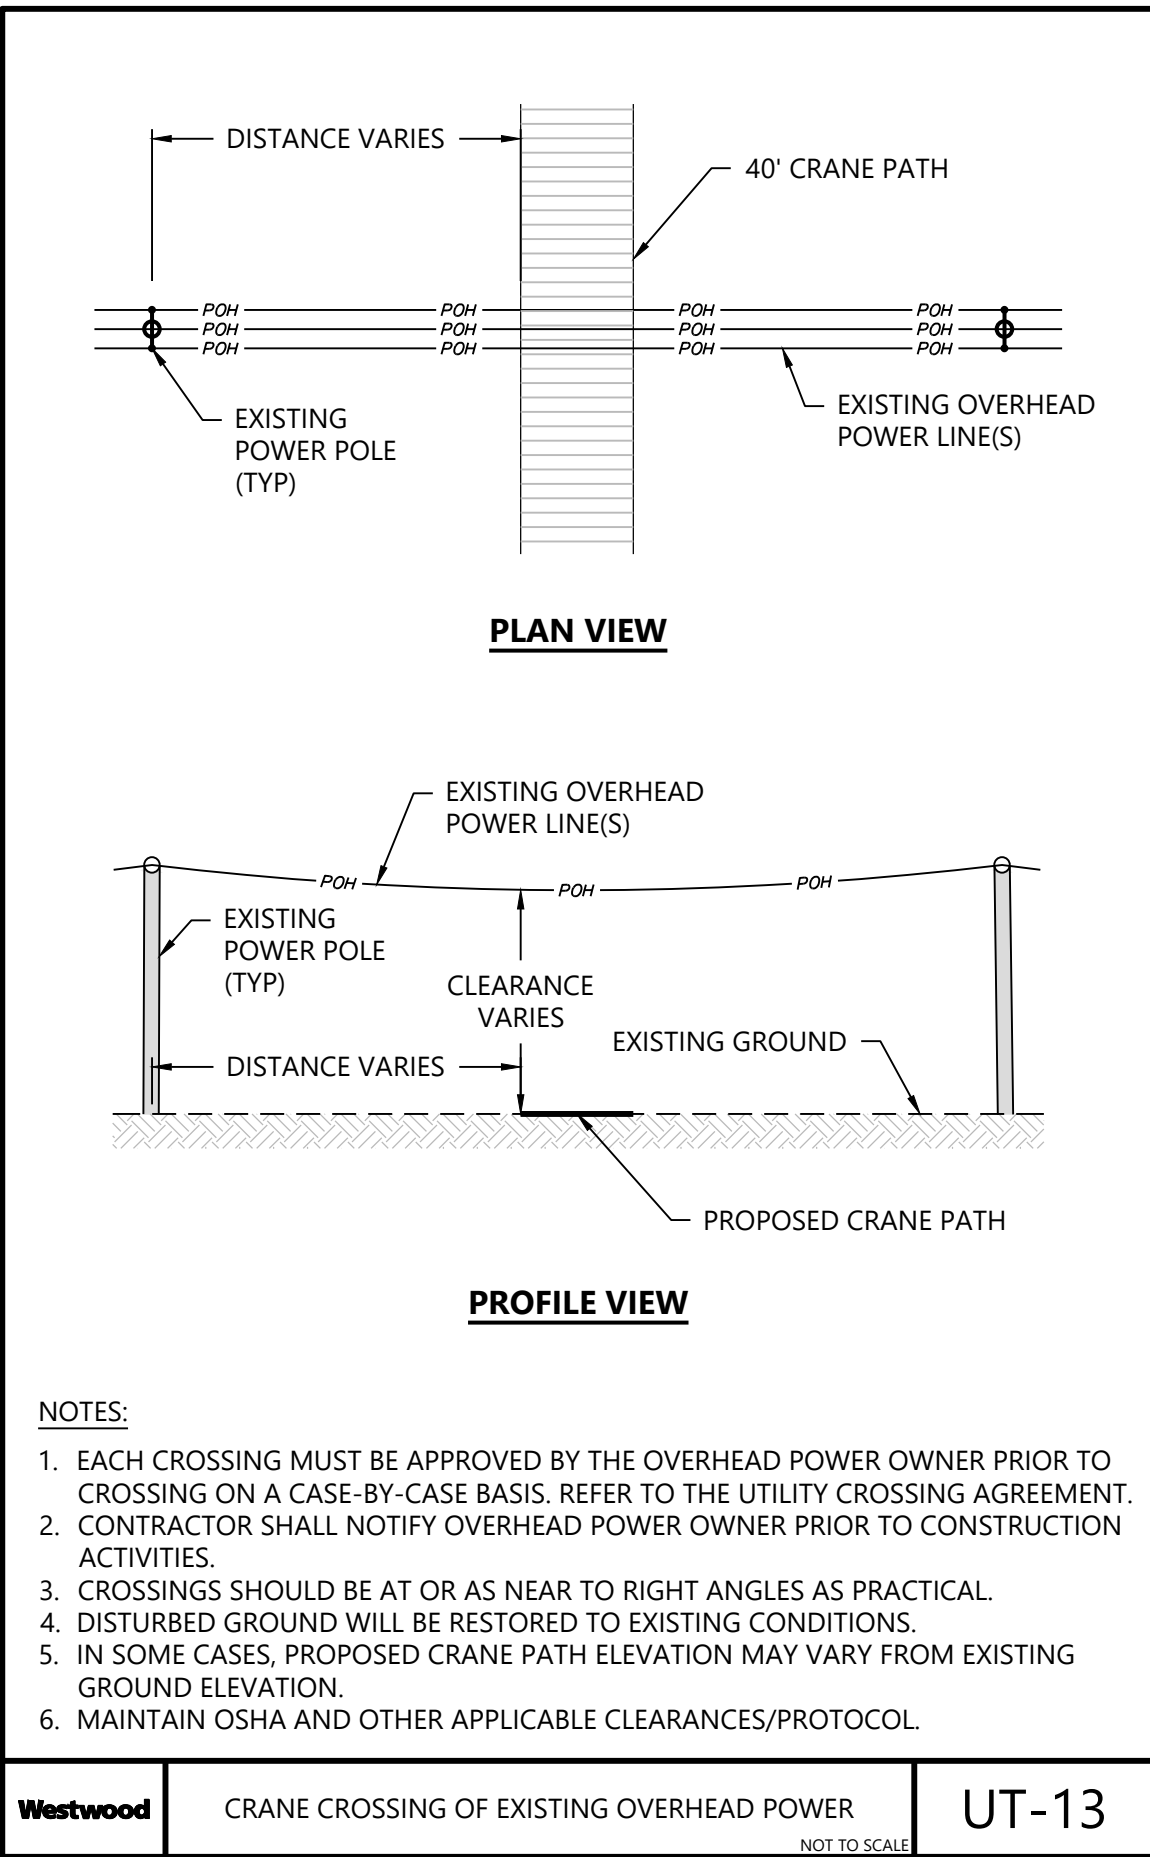 DISTANCE VARIES
40' CRANE PATH
POH POH POH POH
POH POH POH POH
POH POH POH POH
EXISTING
POWER POLE
(TYP)
EXISTING OVERHEAD
POWER LINE(S)
PLAN VIEW
EXISTING OVERHEAD
POWER LINE(S)
POH POH POH
EXISTING
POWER POLE
(TYP)
CLEARANCE
VARIES
EXISTING GROUND
DISTANCE VARIES
PROPOSED CRANE PATH
PROFILE VIEW
NOTES:
1. EACH CROSSING MUST BE APPROVED BY THE OVERHEAD POWER OWNER PRIOR TO
CROSSING ON A CASE-BY-CASE BASIS. REFER TO THE UTILITY CROSSING AGREEMENT.
2. CONTRACTOR SHALL NOTIFY OVERHEAD POWER OWNER PRIOR TO CONSTRUCTION
ACTIVITIES.
3. CROSSINGS SHOULD BE AT OR AS NEAR TO RIGHT ANGLES AS PRACTICAL.
4. DISTURBED GROUND WILL BE RESTORED TO EXISTING CONDITIONS.
5. IN SOME CASES, PROPOSED CRANE PATH ELEVATION MAY VARY FROM EXISTING
GROUND ELEVATION.
6. MAINTAIN OSHA AND OTHER APPLICABLE CLEARANCES/PROTOCOL.
Westwood
CRANE CROSSING OF EXISTING OVERHEAD POWER
NOT TO SCALE
UT-13